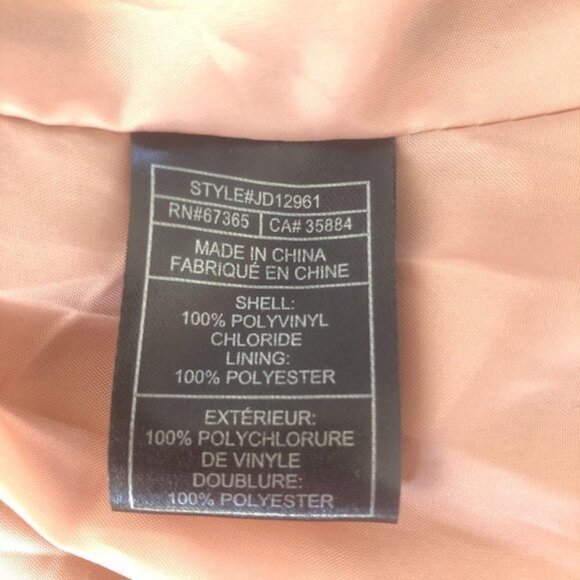 STYLE#JD12961
RN#67365 CA# 35884
MADE IN CHINA
FABRIQUÉ EN CHINE
SHELL:
100% POLYVINYL
CHLORIDE
LINING:
100% POLYESTER
EXTÉRIEUR:
100% POLYCHLORURE
DE VINYLE
DOUBLURE:
100% POLYESTER